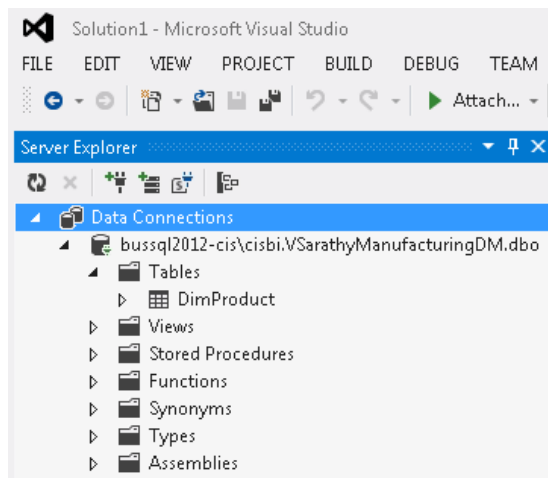 Solution1 - Microsoft Visual Studio
FILE EDIT VIEW PROJECT BUILD DEBUG TEAM
Attach...
Server Explorer
Data Connections
bussql2012-cis\cisbi.VSarathyManufacturingDM.dbo
Tables
DimProduct
Views
Stored Procedures
Functions
Synonyms
Types
Assemblies